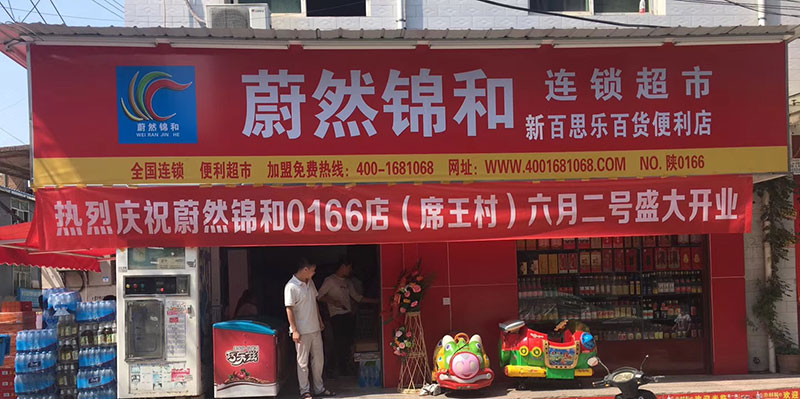 蔚然锦和
WEI RAN JIN HE
蔚然锦和
连锁超市
新百思乐百货便利店
全国连锁 便利超市 加盟免费热线：400-1681068 网址：WWW.4001681068.COM NO.陕0166
热烈庆祝蔚然锦和0166店（席王村）六月二号盛大开业
巧乐兹